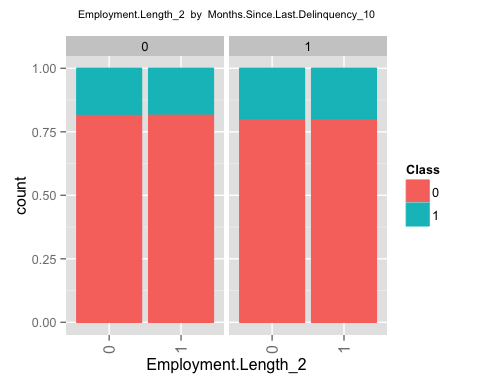 Employment.Length_2 by Months.Since.Last.Delinquency_10
0 1
1.00
0.75
0.50
0.25
0.00
count
0 1 0 1
Employment.Length_2
Class
0
1